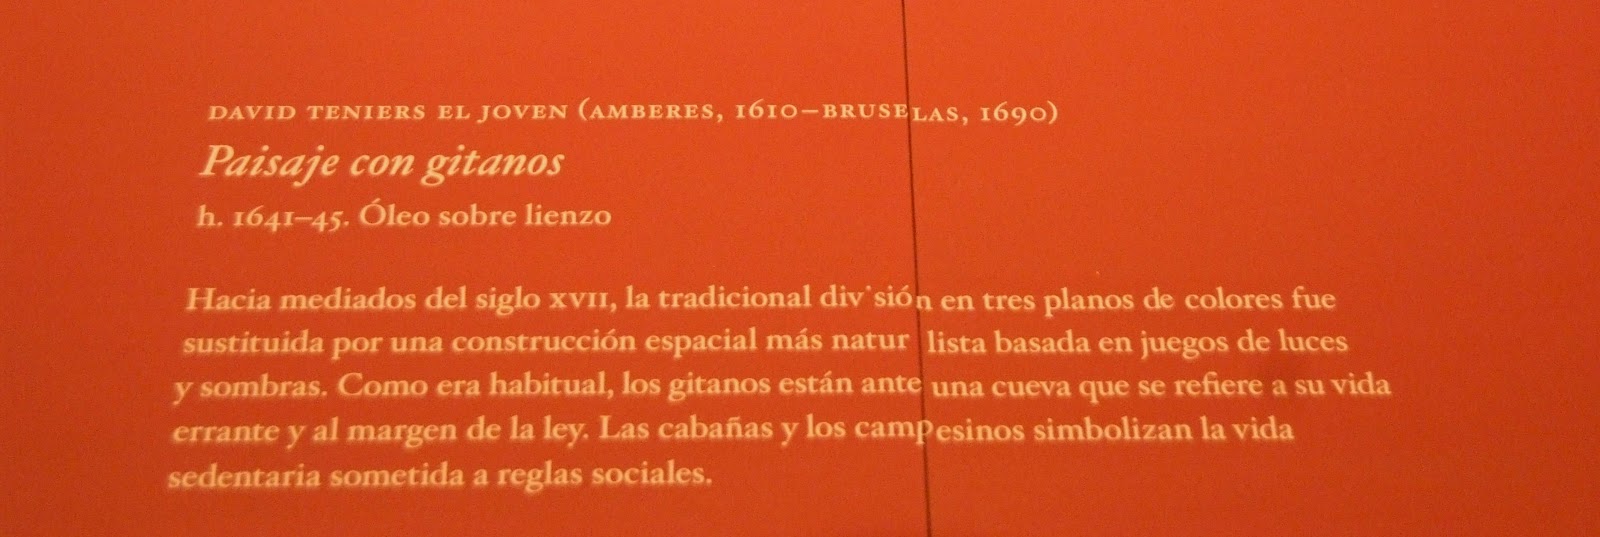 DAVID TENIERS EL JOVEN (AMBERES, 1610–BRUSELAS, 1690)
Paisaje con gitanos
h. 1641–45. Óleo sobre lienzo
Hacia mediados del siglo XVII, la tradicional división en tres planos de colores fue
sustituida por una construcción espacial más natur lista basada en juegos de luces
y sombras. Como era habitual, los gitanos están ante una cueva que se refiere a su vida
errante y al margen de la ley. Las cabañas y los campesinos simbolizan la vida
sedentaria sometida a reglas sociales.